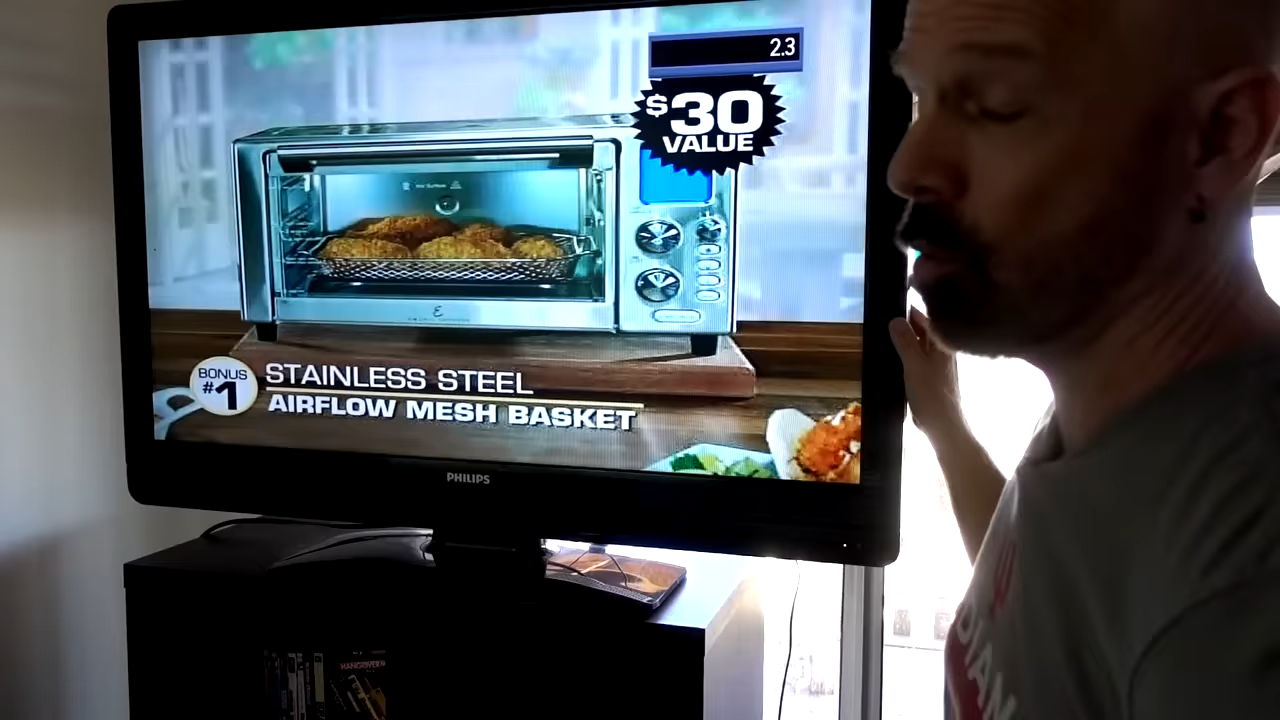 2.3
$30
VALUE
BONUS
#1
STAINLESS STEEL
AIRFLOW MESH BASKET
PHILIPS